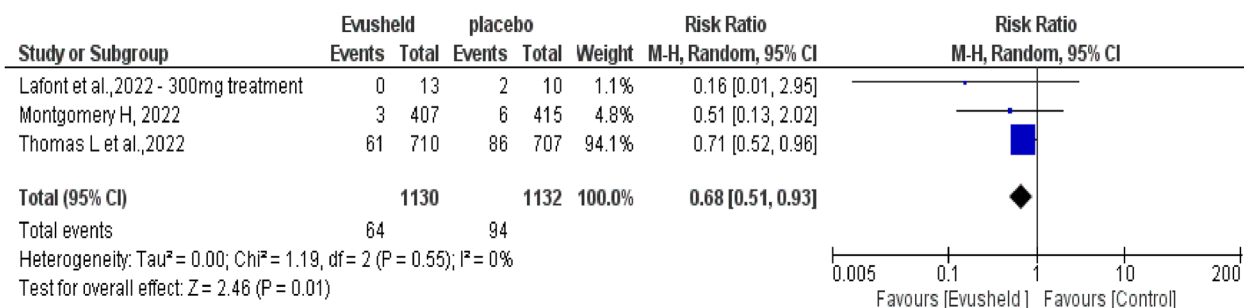 Evusheld placebo Risk Ratio Risk Ratio
Study or Subgroup Events Total Events Total Weight M-H, Random, 95% CI M-H, Random, 95% CI
Lafont et al.,2022 - 300mg treatment 0 13 2 10 1.1% 0.16 [0.01, 2.95]
Montgomery H, 2022 3 407 6 415 4.8% 0.51 [0.13, 2.02]
Thomas L et al.,2022 61 710 86 707 94.1% 0.71 [0.52, 0.96]
Total (95% CI) 1130 1132 100.0% 0.68 [0.51, 0.93]
Total events 64 94
Heterogeneity: Tau² = 0.00; Chi² = 1.19, df = 2 (P = 0.55); I² = 0%
Test for overall effect: Z = 2.46 (P = 0.01)
0.005 0.1 1 10 200
Favours [Evusheld ] Favours [Control]